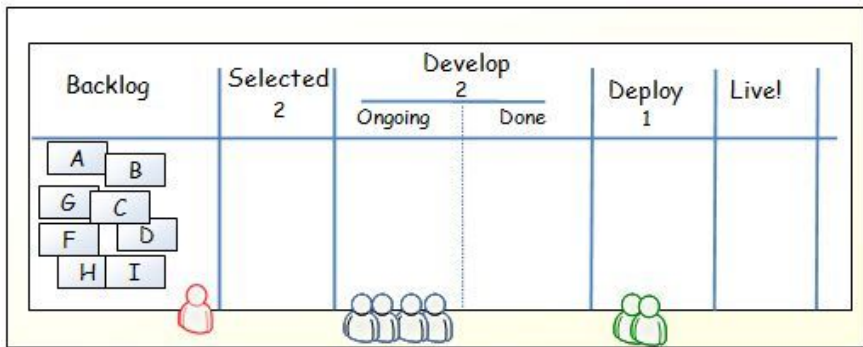 Backlog
Selected
2
Develop
2
Ongoing
Done
Deploy
1
Live!
A
B
G
C
F
D
H
I